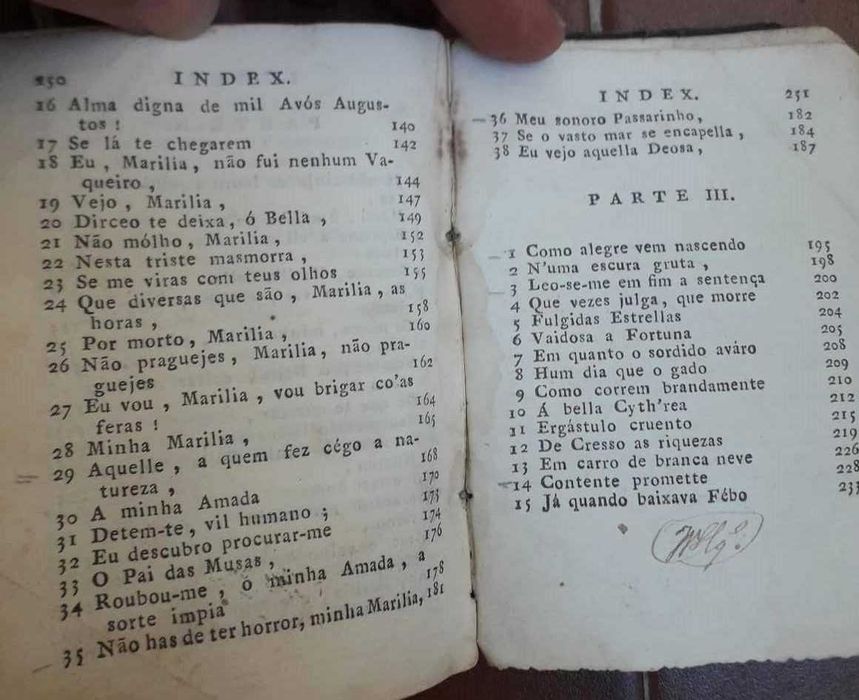 250 INDEX.
16 Alma digna de mil Avós Augus-
tos ! 140
17 Se lá te chegarem 142
18 Eu , Marilia , não fui nenhum Va-
queiro , 144
19 Vejo , Marilia , 147
20 Dirceo te deixa, ó Bella , 149
21 Não mólho , Marilia , 152
22 Nesta triste masmorra , 153
23 Se me viras com teus olhos 155
24 Que diversas que são , Marilia , as
horas , 158
25 Por morto , Marilia , 160
26 Não praguejes , Marilia , não pra-
guejes 162
27 Eu vou , Marilia , vou brigar co'as
feras ! 164
28 Minha Marilia , 165
29 Aquelle , a quem fez cégo a na-
tureza , 168
30 A minha Amada 170
31 Detem-te , vil humano ; 173
32 Eu descubro procurar-me 174
33 O Pai das Musas , 176
34 Roubou-me , ó minha Amada , a
sorte impia 178
35 Não has de ter horror, minha Marilia, 181
INDEX. 251
36 Meu sonoro Passarinho , 182
37 Se o vasto mar se encapella , 184
38 Eu vejo aquella Deosa , 187
PARTE III.
1 Como alegre vem nascendo 195
2 N'uma escura gruta , 198
3 Leo-se-me em fim a sentença 200
4 Que vezes julga , que morre 202
5 Fulgidas Estrellas 204
6 Vaidosa a Fortuna 205
7 Em quanto o sordido aváro 208
8 Hum dia que o gado 209
9 Como correm brandamente 210
10 Á bella Cyth'rea 212
11 Ergástulo cruento 215
12 De Cresso as riquezas 219
13 Em carro de branca neve 226
14 Contente promette 228
15 Já quando baixava Fébo 233